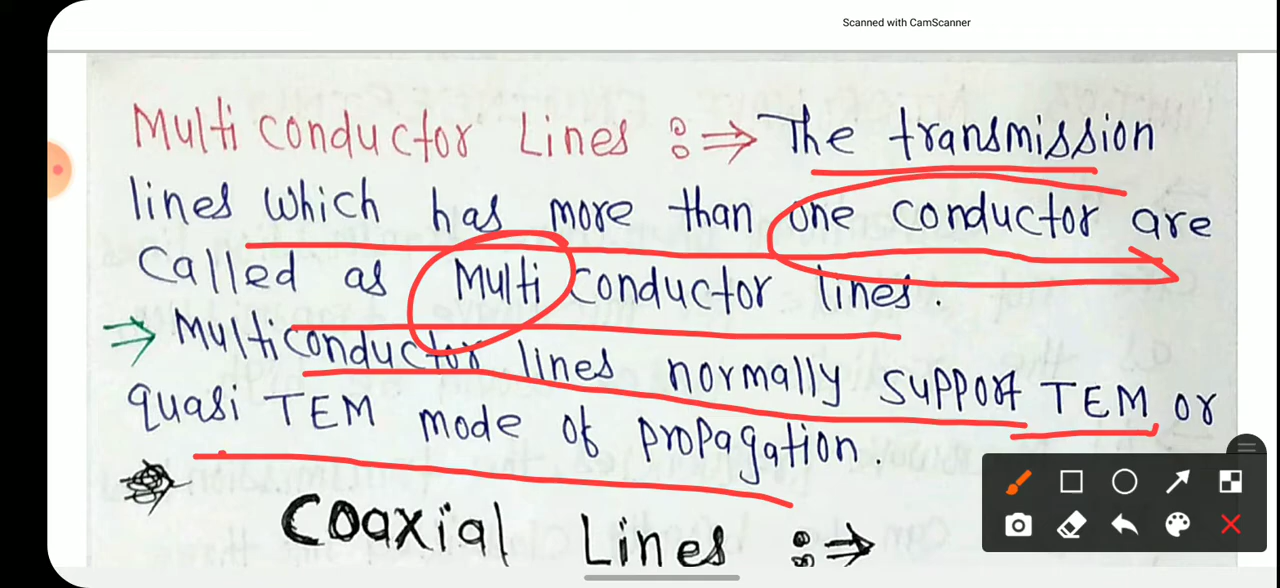 Scanned with CamScanner
Multi conductor Lines :⇒ The transmission
lines which has more than one conductor are
Called as Multi Conductor lines.
⇒ Multiconductor lines normally support TEM or
quasi TEM mode of propagation.
Coaxial Lines :⇒